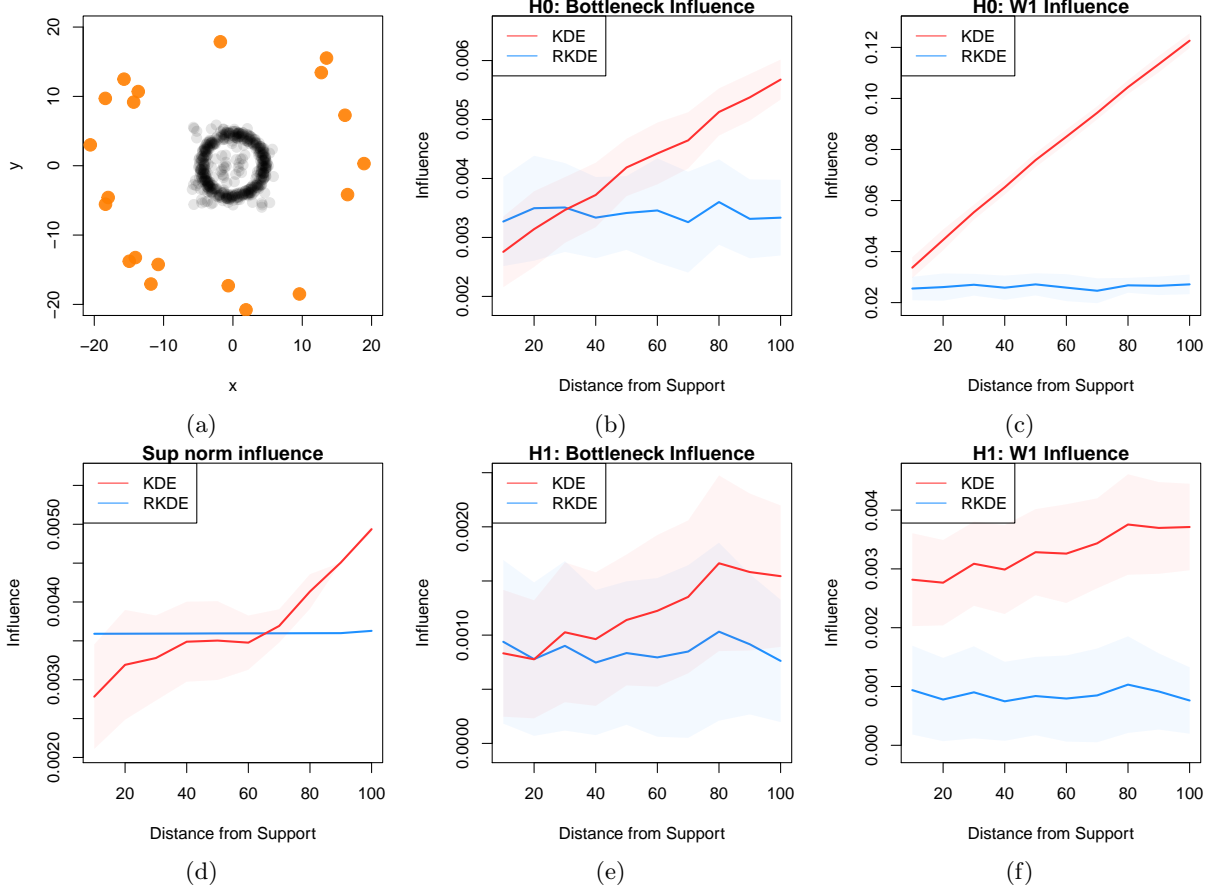 20
10
0
−10
−20
y
−20 −10 0 10 20
x
(a)
H0: Bottleneck Influence
KDE
RKDE
0.006
0.005
0.004
0.003
0.002
Influence
20 40 60 80 100
Distance from Support
(b)
H0: W1 Influence
KDE
RKDE
0.12
0.10
0.08
0.06
0.04
0.02
Influence
20 40 60 80 100
Distance from Support
(c)
Sup norm influence
KDE
RKDE
0.0050
0.0040
0.0030
0.0020
Influence
20 40 60 80 100
Distance from Support
(d)
H1: Bottleneck Influence
KDE
RKDE
0.0020
0.0010
0.0000
Influence
20 40 60 80 100
Distance from Support
(e)
H1: W1 Influence
KDE
RKDE
0.004
0.003
0.002
0.001
0.000
Influence
20 40 60 80 100
Distance from Support
(f)